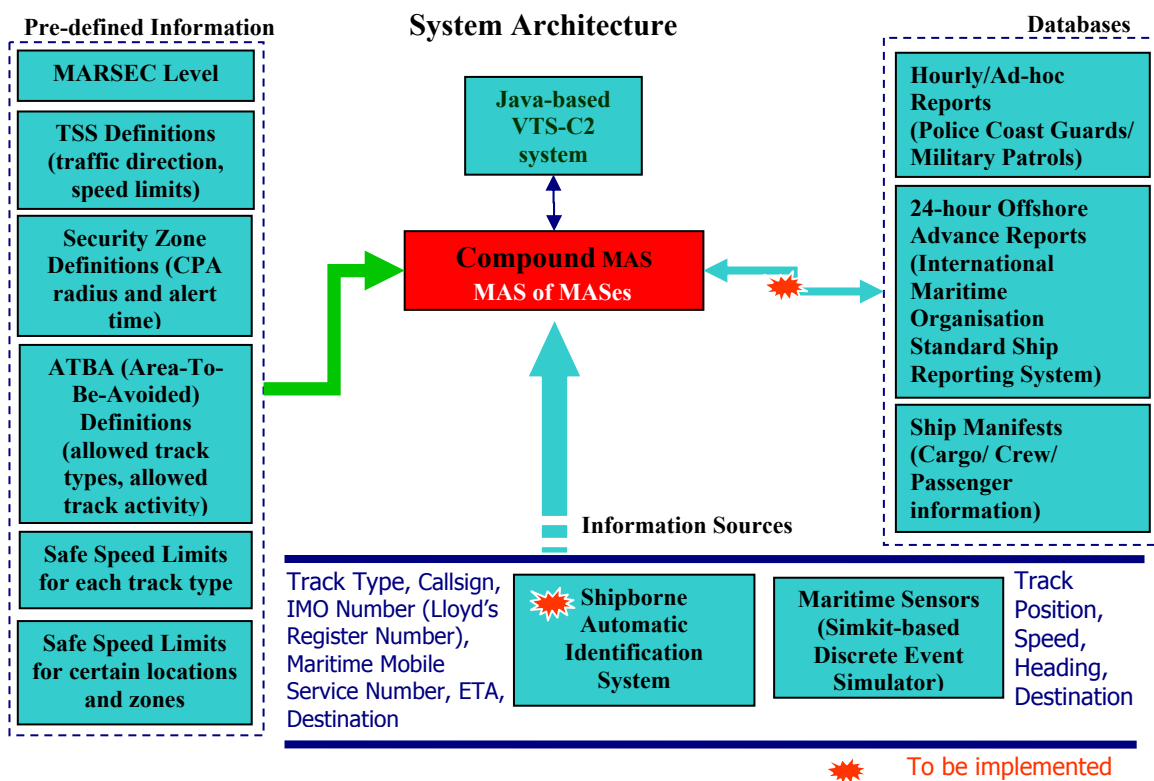 System Architecture
Pre-defined Information
MARSEC Level
TSS Definitions
(traffic direction,
speed limits)
Security Zone
Definitions (CPA
radius and alert
time)
ATBA (Area-To-
Be-Avoided)
Definitions
(allowed track
types, allowed
track activity)
Safe Speed Limits
for each track type
Safe Speed Limits
for certain locations
and zones
Java-based
VTS-C2
system
Compound MAS
MAS of MASes
Databases
Hourly/Ad-hoc
Reports
(Police Coast Guards/
Military Patrols)
24-hour Offshore
Advance Reports
(International
Maritime
Organisation
Standard Ship
Reporting System)
Ship Manifests
(Cargo/ Crew/
Passenger
information)
Information Sources
Track Type, Callsign,
IMO Number (Lloyd's
Register Number),
Maritime Mobile
Service Number, ETA,
Destination
Shipborne
Automatic
Identification
System
Maritime Sensors
(Simkit-based
Discrete Event
Simulator)
Track
Position,
Speed,
Heading,
Destination
To be implemented